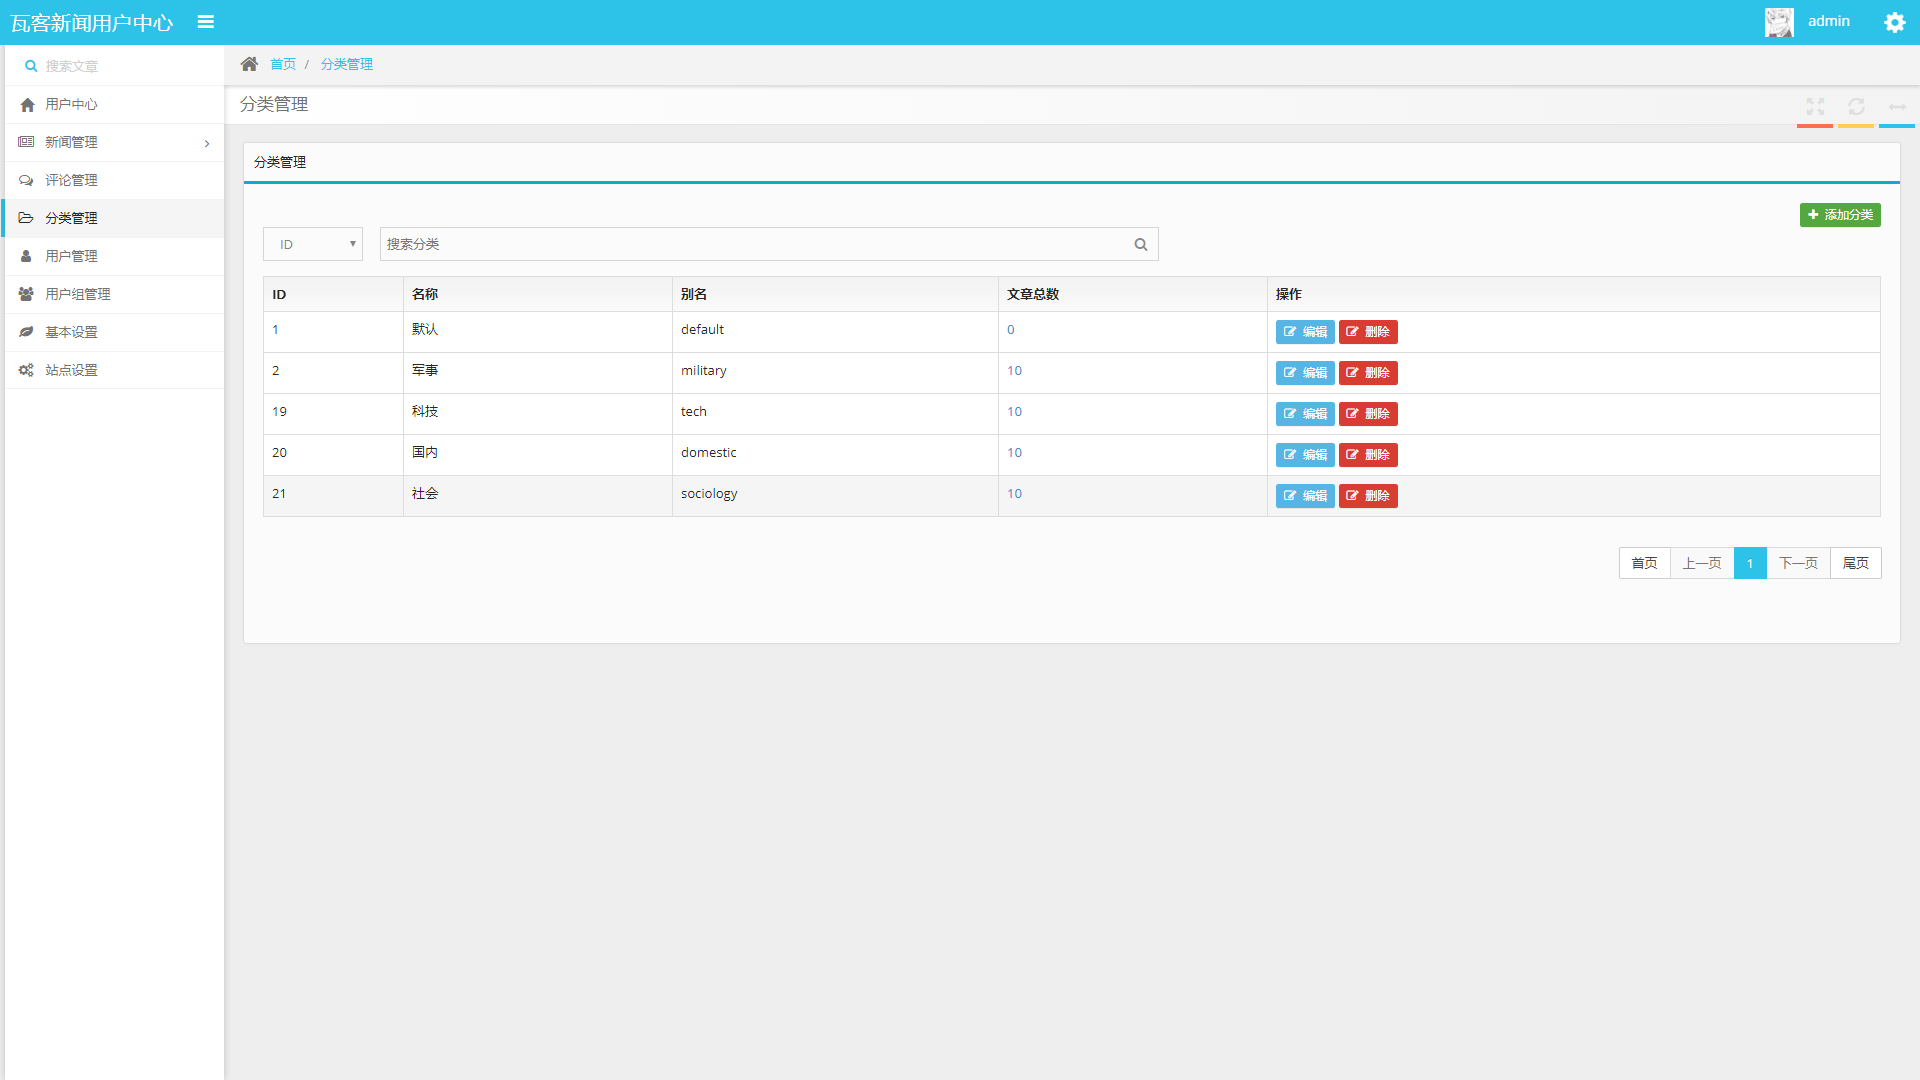 瓦客新闻用户中心
admin
搜索文章
用户中心
新闻管理
评论管理
分类管理
用户管理
用户组管理
基本设置
站点设置
首页 / 分类管理
分类管理
分类管理
添加分类
ID 搜索分类
ID 名称 别名 文章总数 操作
1 默认 default 0 编辑 删除
2 军事 military 10 编辑 删除
19 科技 tech 10 编辑 删除
20 国内 domestic 10 编辑 删除
21 社会 sociology 10 编辑 删除
首页 上一页 1 下一页 尾页